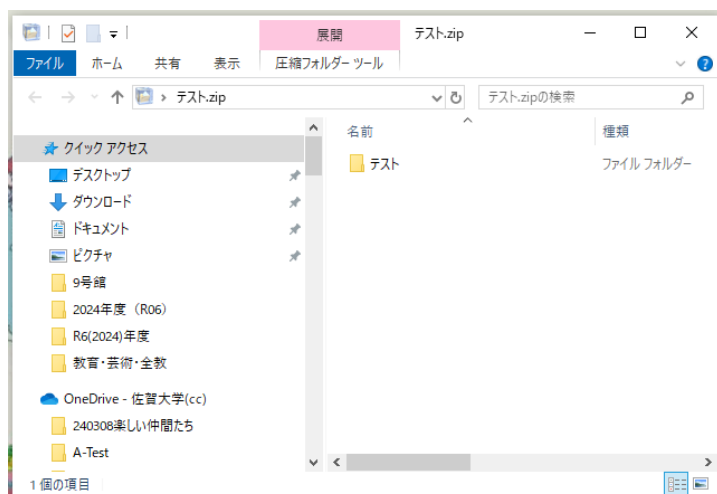 展開 テスト.zip
ファイル ホーム 共有 表示 圧縮フォルダー ツール
テスト.zip テスト.zipの検索
名前 種類
クイック アクセス
テスト ファイル フォルダー
デスクトップ
ダウンロード
ドキュメント
ピクチャ
9号館
2024年度（R06）
R6(2024)年度
教育・芸術・全教
OneDrive - 佐賀大学(cc)
240308楽しい仲間たち
A-Test
1 個の項目